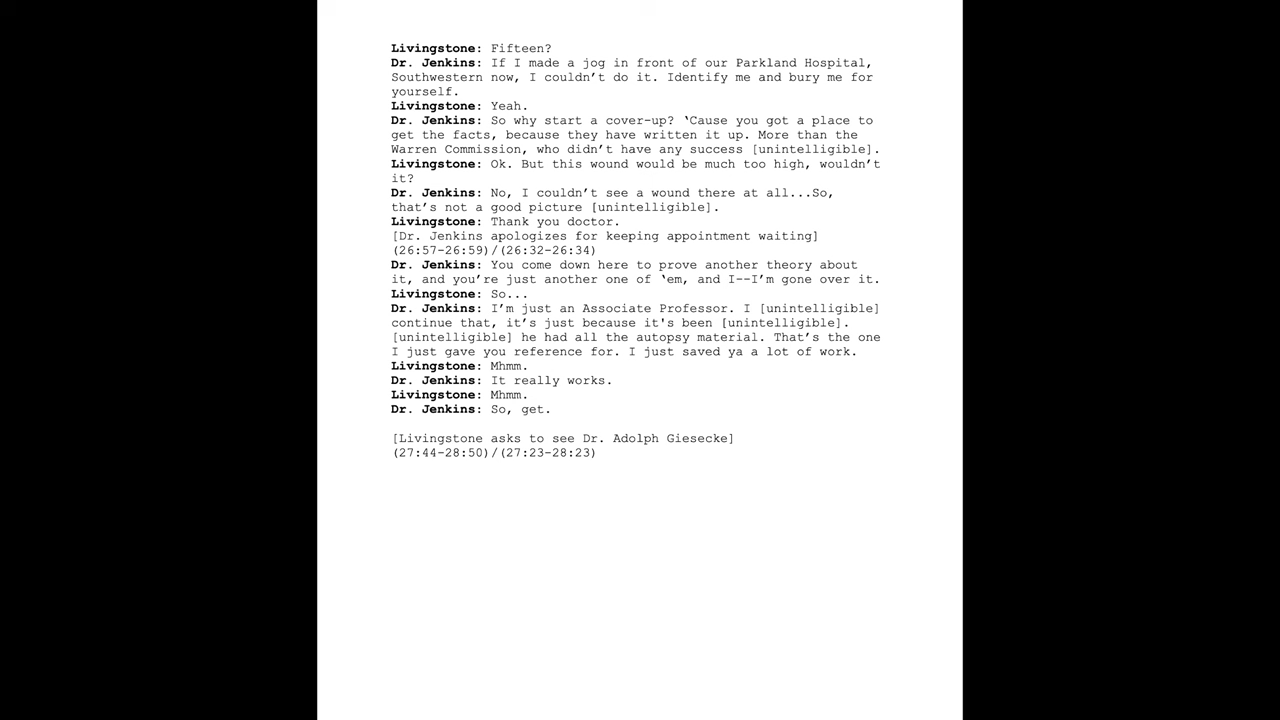 Livingstone: Fifteen?
Dr. Jenkins: If I made a jog in front of our Parkland Hospital,
Southwestern now, I couldn’t do it. Identify me and bury me for
yourself.
Livingstone: Yeah.
Dr. Jenkins: So why start a cover-up? ‘Cause you got a place to
get the facts, because they have written it up. More than the
Warren Commission, who didn’t have any success [unintelligible].
Livingstone: Ok. But this wound would be much too high, wouldn’t
it?
Dr. Jenkins: No, I couldn’t see a wound there at all...So,
that’s not a good picture [unintelligible].
Livingstone: Thank you doctor.
[Dr. Jenkins apologizes for keeping appointment waiting]
(26:57-26:59)/(26:32-26:34)
Dr. Jenkins: You come down here to prove another theory about
it, and you’re just another one of ‘em, and I--I’m gone over it.
Livingstone: So...
Dr. Jenkins: I’m just an Associate Professor. I [unintelligible]
continue that, it’s just because it's been [unintelligible].
[unintelligible] he had all the autopsy material. That’s the one
I just gave you reference for. I just saved ya a lot of work.
Livingstone: Mhmm.
Dr. Jenkins: It really works.
Livingstone: Mhmm.
Dr. Jenkins: So, get.
[Livingstone asks to see Dr. Adolph Giesecke]
(27:44-28:50)/(27:23-28:23)